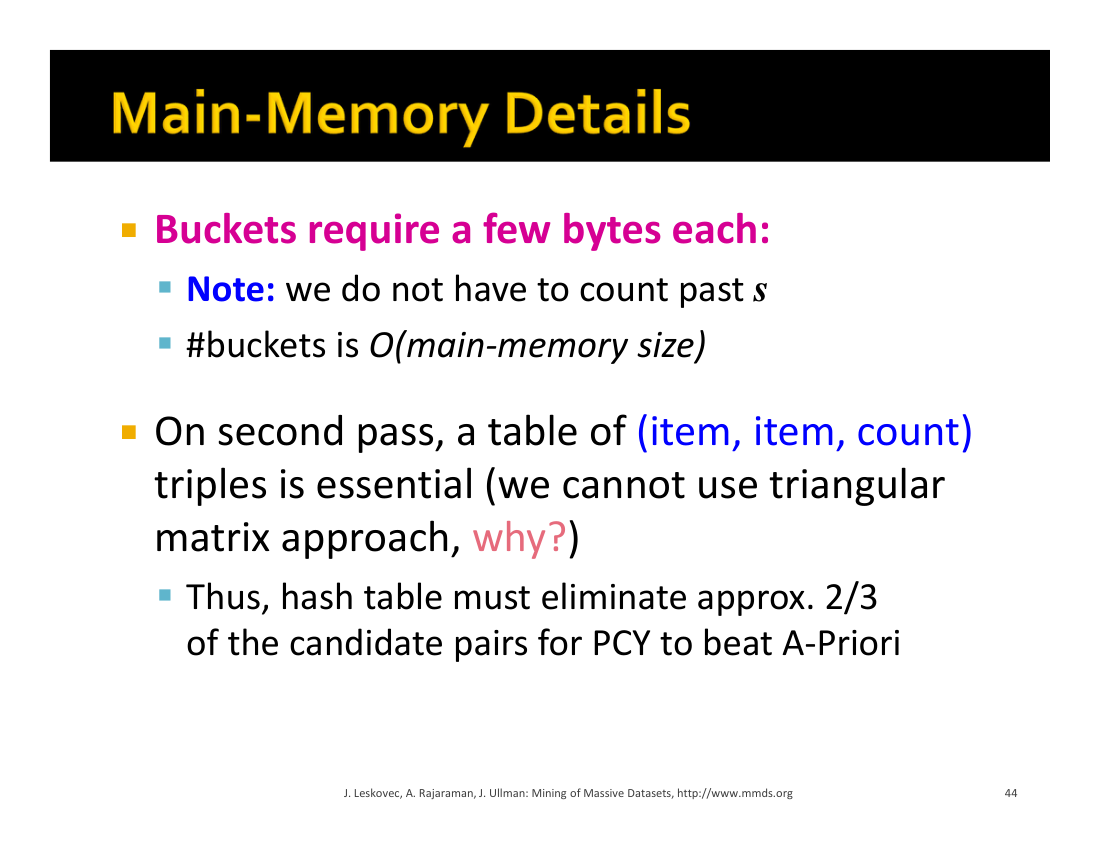 Main-Memory Details
Buckets require a few bytes each:
Note: we do not have to count past s
#buckets is O(main-memory size)
On second pass, a table of (item, item, count)
triples is essential (we cannot use triangular
matrix approach, why?)
Thus, hash table must eliminate approx. 2/3
of the candidate pairs for PCY to beat A-Priori
J. Leskovec, A. Rajaraman, J. Ullman: Mining of Massive Datasets, http://www.mmds.org
44